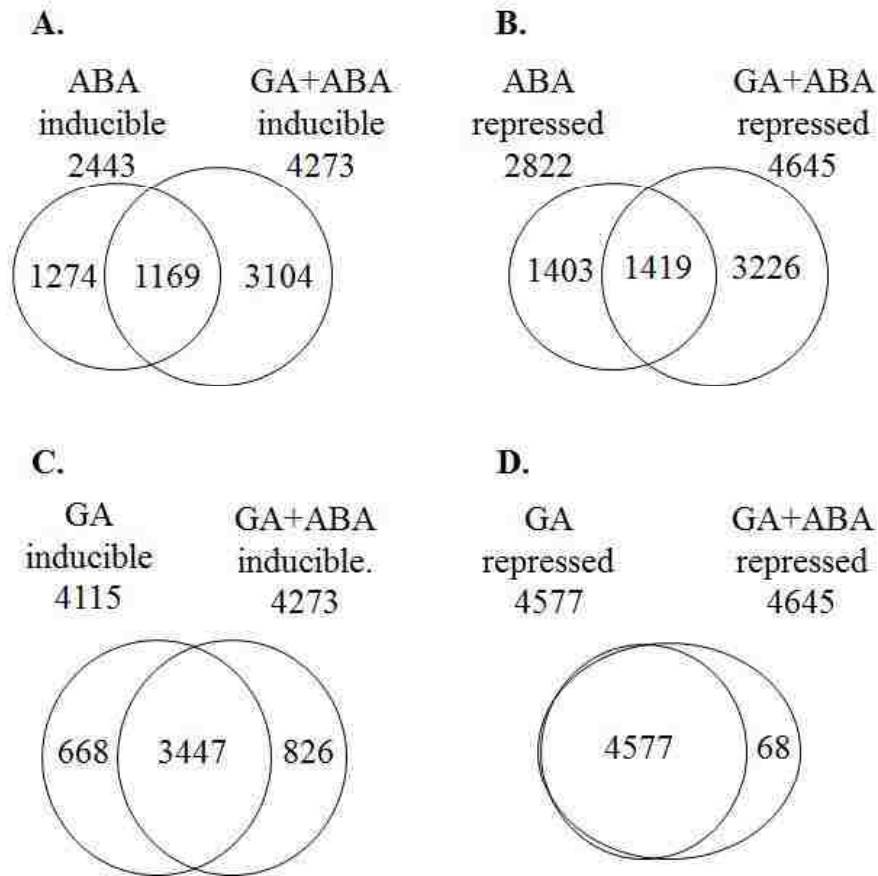 A.
ABA
inducible
2443
GA+ABA
inducible
4273
1274
1169
3104
B.
ABA
repressed
2822
GA+ABA
repressed
4645
1403
1419
3226
C.
GA
inducible
4115
GA+ABA
inducible.
4273
668
3447
826
D.
GA
repressed
4577
GA+ABA
repressed
4645
4577
68